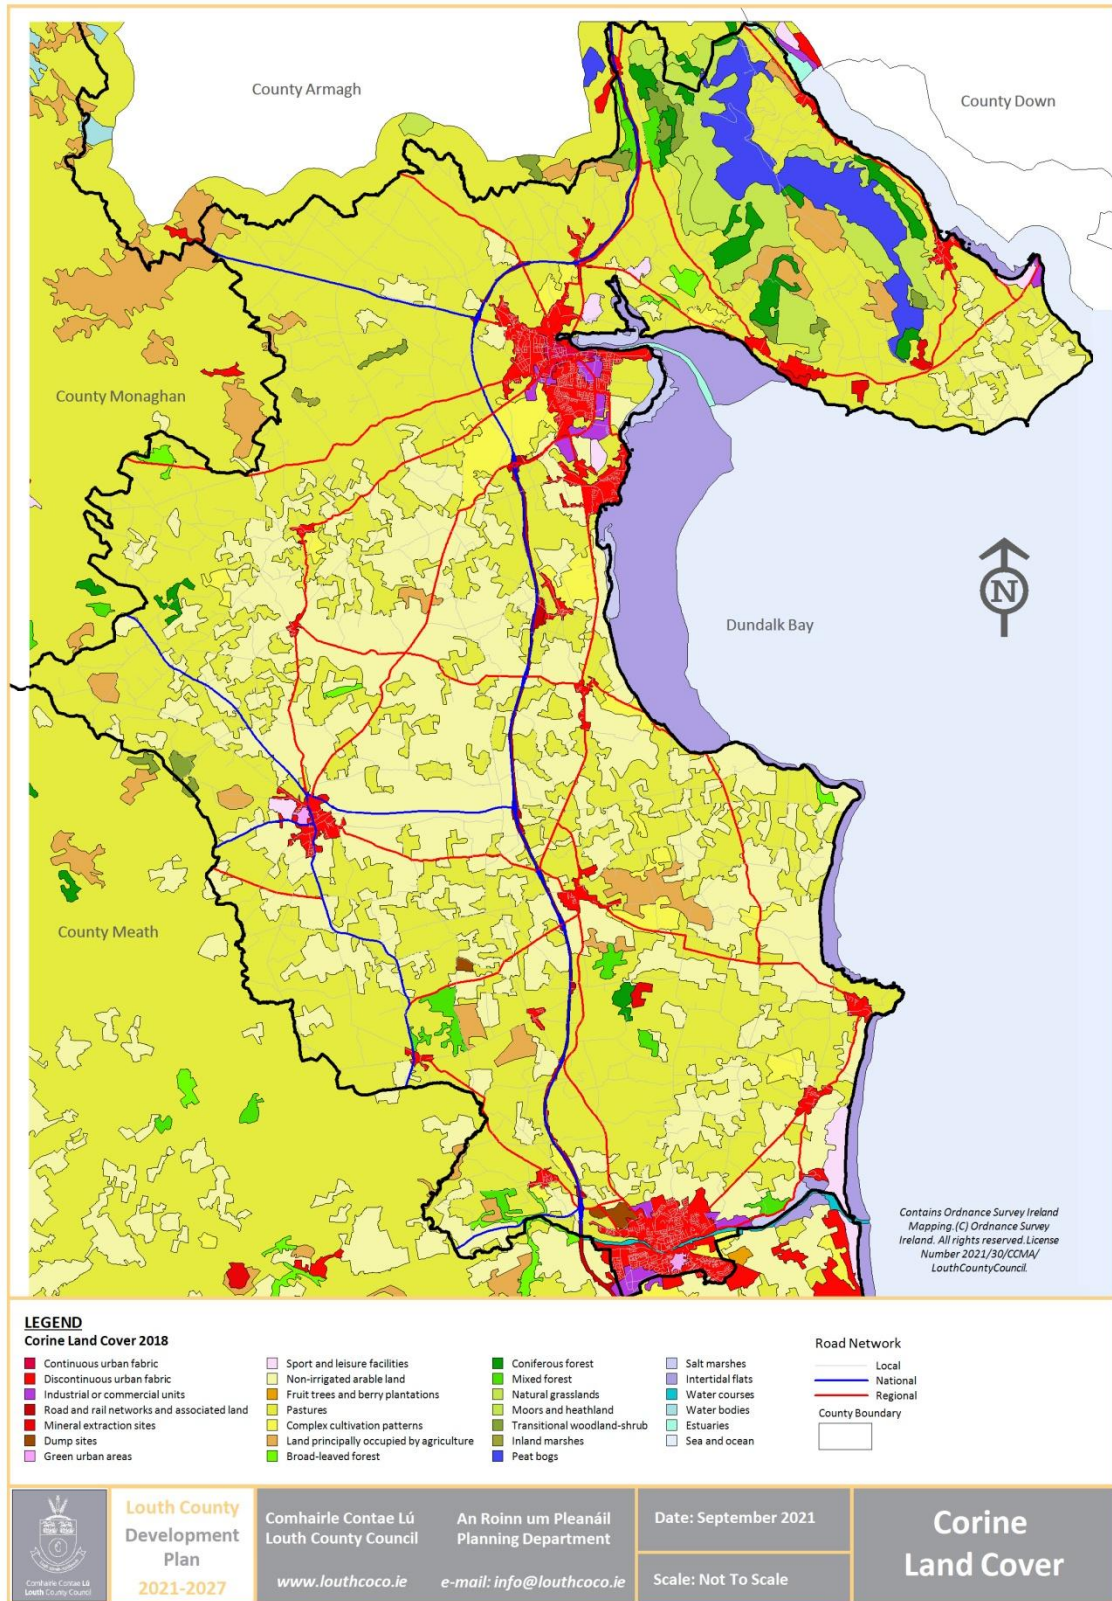 County Armagh
County Down
County Monaghan
Dundalk Bay
N
County Meath
Contains Ordnance Survey Ireland
Mapping.(C) Ordnance Survey
Ireland. All rights reserved.License
Number 2021/30/CCMA/
LouthCountyCouncil.
LEGEND
Corine Land Cover 2018
Continuous urban fabric
Discontinuous urban fabric
Industrial or commercial units
Road and rail networks and associated land
Mineral extraction sites
Dump sites
Green urban areas
Sport and leisure facilities
Non-irrigated arable land
Fruit trees and berry plantations
Pastures
Complex cultivation patterns
Land principally occupied by agriculture
Broad-leaved forest
Coniferous forest
Mixed forest
Natural grasslands
Moors and heathland
Transitional woodland-shrub
Inland marshes
Peat bogs
Salt marshes
Intertidal flats
Water courses
Water bodies
Estuaries
Sea and ocean
Road Network
Local
National
Regional
County Boundary
Comhairle Contae Lú
Louth County Council
Louth County
Development
Plan
2021-2027
Comhairle Contae Lú
Louth County Council
www.louthcoco.ie
An Roinn um Pleanáil
Planning Department
e-mail: info@louthcoco.ie
Date: September 2021
Scale: Not To Scale
Corine
Land Cover